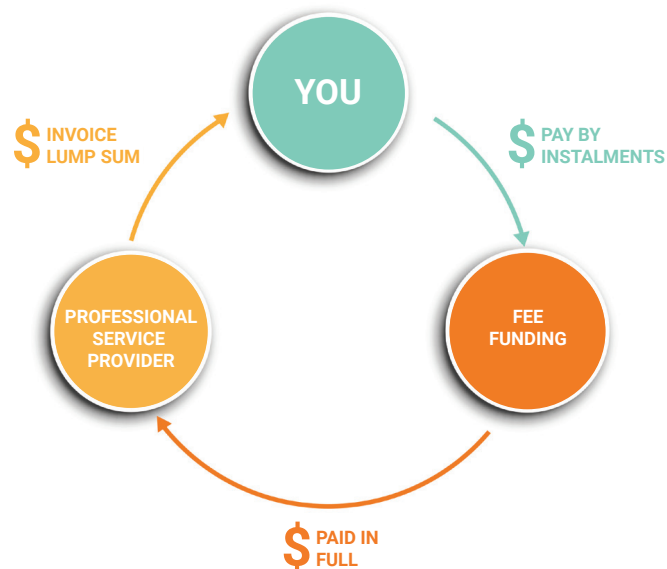 YOU
$ INVOICE
LUMP SUM
$ PAY BY
INSTALMENTS
PROFESSIONAL
SERVICE
PROVIDER
FEE
FUNDING
$ PAID IN
FULL